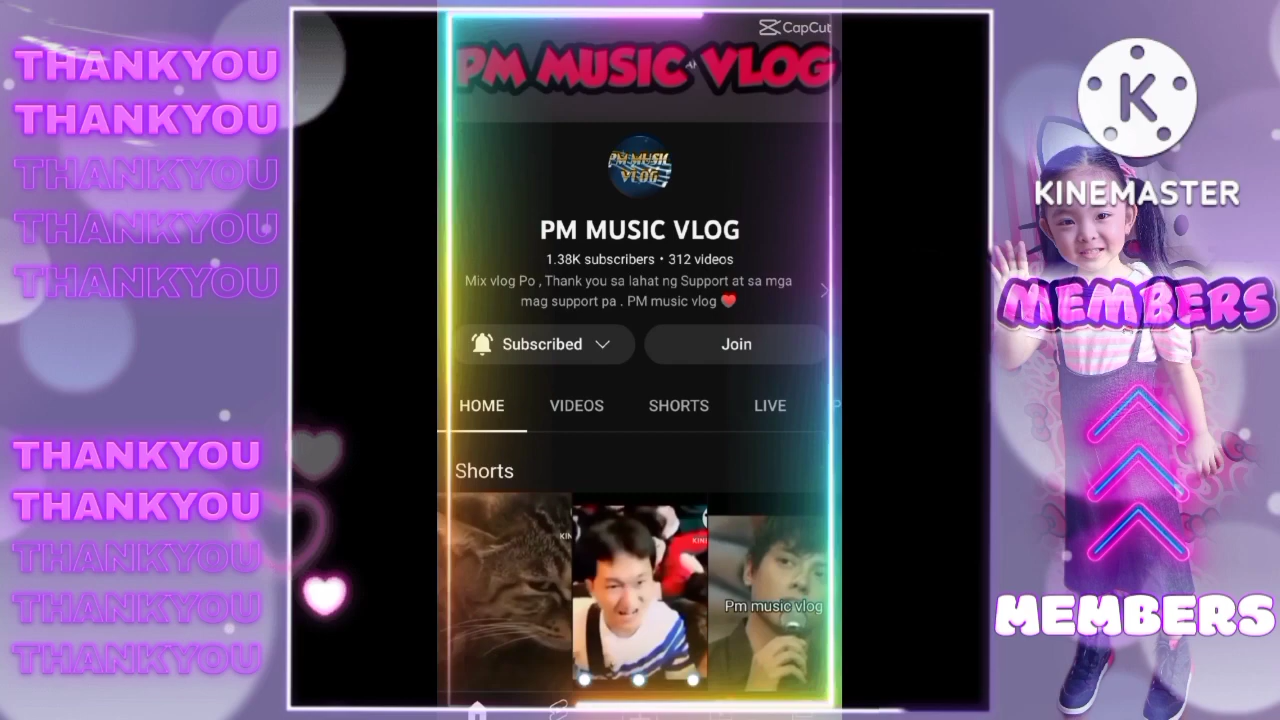 THANKYOU
THANKYOU
THANKYOU
THANKYOU
THANKYOU
THANKYOU
THANKYOU
THANKYOU
THANKYOU
THANKYOU
CapCut
PM MUSIC VLOG
PM MUSIC
VLOG
PM MUSIC VLOG
1.38K subscribers • 312 videos
Mix vlog Po , Thank you sa lahat ng Support at sa mga
mag support pa . PM music vlog ❤️
Subscribed
Join
HOME VIDEOS SHORTS LIVE P
Shorts
KIN
KINE
Pm music vlog
K
KINEMASTER
MEMBERS
MEMBERS